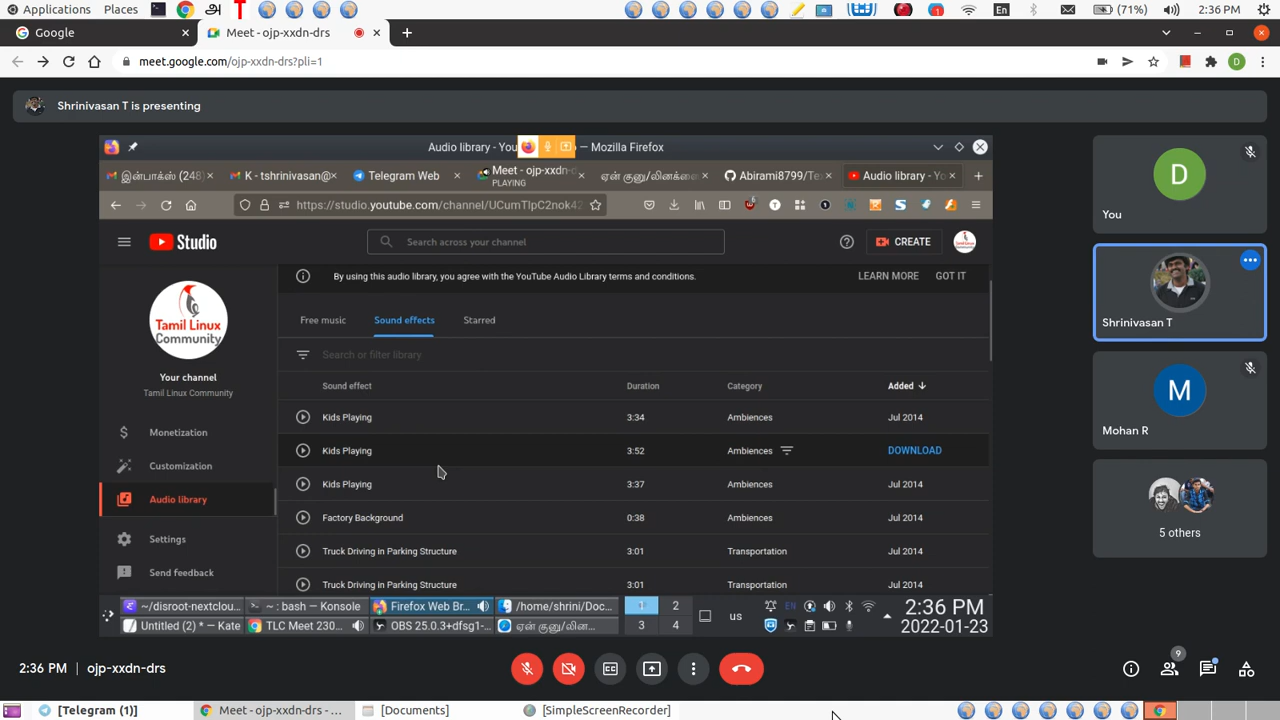 Applications Places அ T En (71%) 2:36 PM
Google Meet - ojp-xxdn-drs
meet.google.com/ojp-xxdn-drs?pli=1 D
Shrinivasan T is presenting
Audio library - You — Mozilla Firefox
இன்பாக்ஸ் (248) K - tshrinivasan@ Telegram Web Meet - ojp-xxdn-d PLAYING Abirami8799/Te Audio library - Yo
https://studio.youtube.com/channel/UCumTlpC2nok42
Studio Search across your channel CREATE
By using this audio library, you agree with the YouTube Audio Library terms and conditions. LEARN MORE GOT IT
Tamil Linux Community
Your channel
Tamil Linux Community
Monetization
Customization
Audio library
Settings
Send feedback
Free music Sound effects Starred
Search or filter library
Sound effect Duration Category Added
Kids Playing 3:34 Ambiences Jul 2014
Kids Playing 3:52 Ambiences DOWNLOAD
Kids Playing 3:37 Ambiences Jul 2014
Factory Background 0:38 Ambiences Jul 2014
Truck Driving in Parking Structure 3:01 Transportation Jul 2014
Truck Driving in Parking Structure 3:01 Transportation Jul 2014
~/disroot-nextclou... ~ : bash — Konsole Firefox Web Br... /home/shrini/Doc... 1 2 us EN 2:36 PM
Untitled (2) * — Kate TLC Meet 230... OBS 25.0.3+dfsg1-... 3 4 2022-01-23
D
You
Shrinivasan T
M
Mohan R
5 others
2:36 PM ojp-xxdn-drs 9
[Telegram (1)] Meet - ojp-xxdn-drs - ... [Documents] [SimpleScreenRecorder]